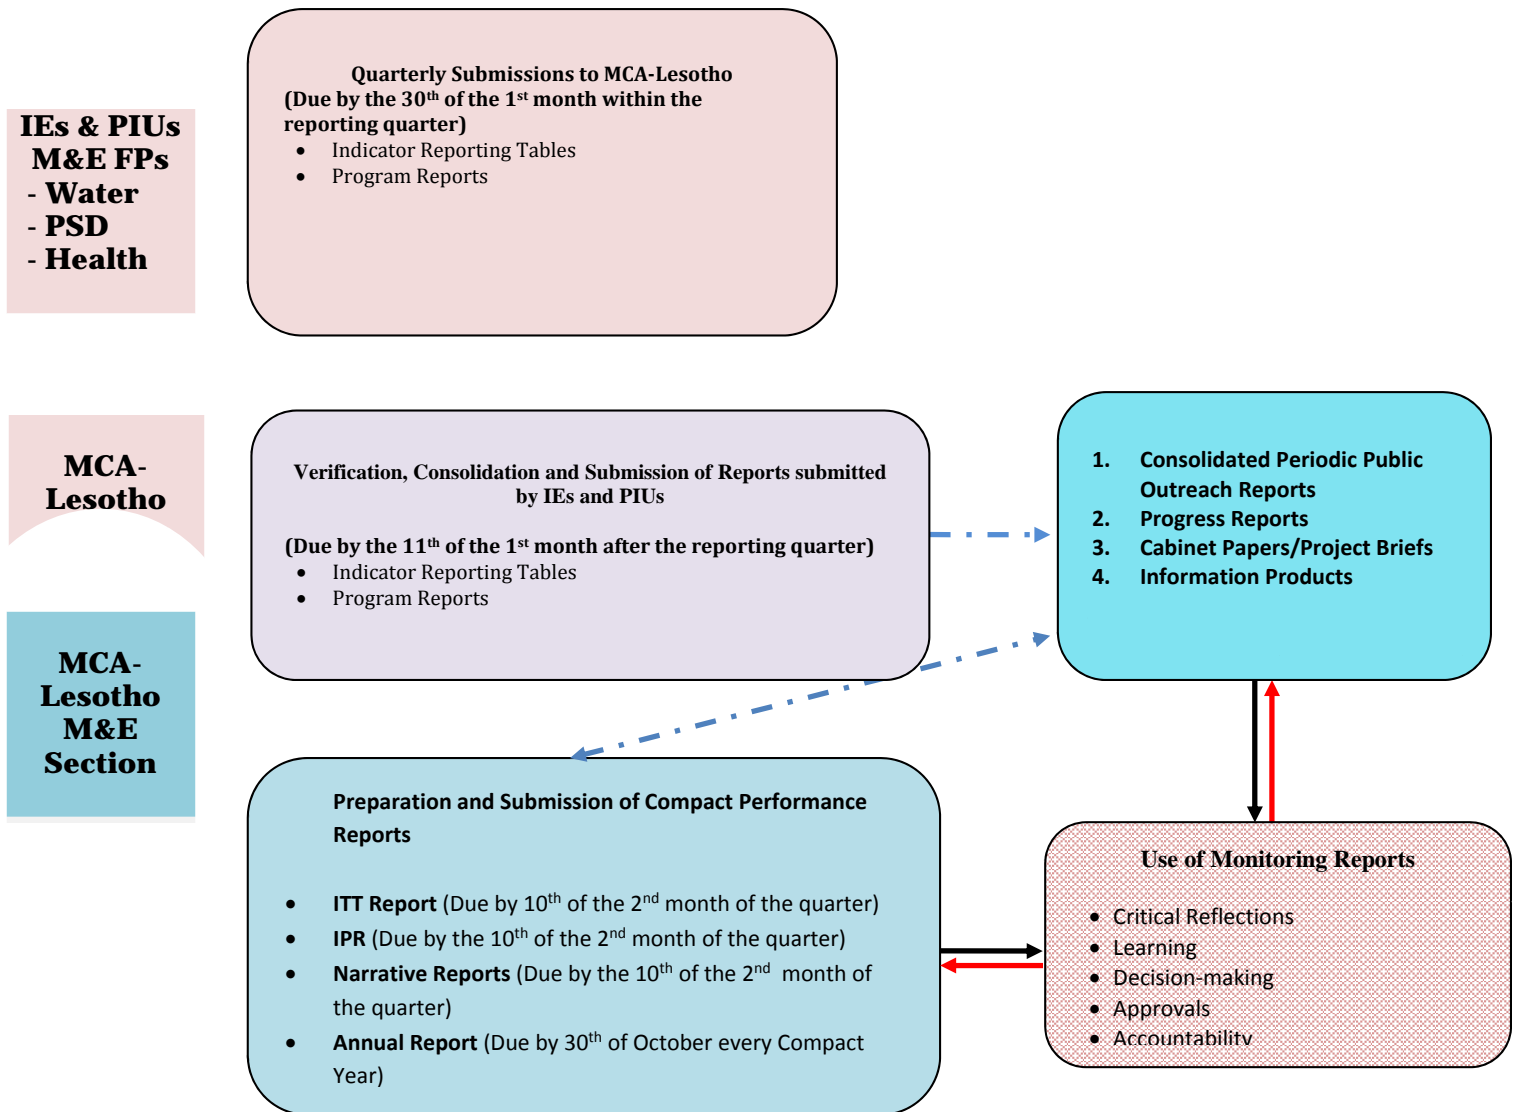 IEs & PIUs
M&E FPs
- Water
- PSD
- Health
Quarterly Submissions to MCA-Lesotho
(Due by the 30th of the 1st month within the
reporting quarter)
• Indicator Reporting Tables
• Program Reports
MCA-
Lesotho
Verification, Consolidation and Submission of Reports submitted
by IEs and PIUs
(Due by the 11th of the 1st month after the reporting quarter)
• Indicator Reporting Tables
• Program Reports
1. Consolidated Periodic Public
Outreach Reports
2. Progress Reports
3. Cabinet Papers/Project Briefs
4. Information Products
MCA-
Lesotho
M&E
Section
Preparation and Submission of Compact Performance
Reports
• ITT Report (Due by 10th of the 2nd month of the quarter)
• IPR (Due by the 10th of the 2nd month of the quarter)
• Narrative Reports (Due by the 10th of the 2nd month of
the quarter)
• Annual Report (Due by 30th of October every Compact
Year)
Use of Monitoring Reports
• Critical Reflections
• Learning
• Decision-making
• Approvals
• Accountability